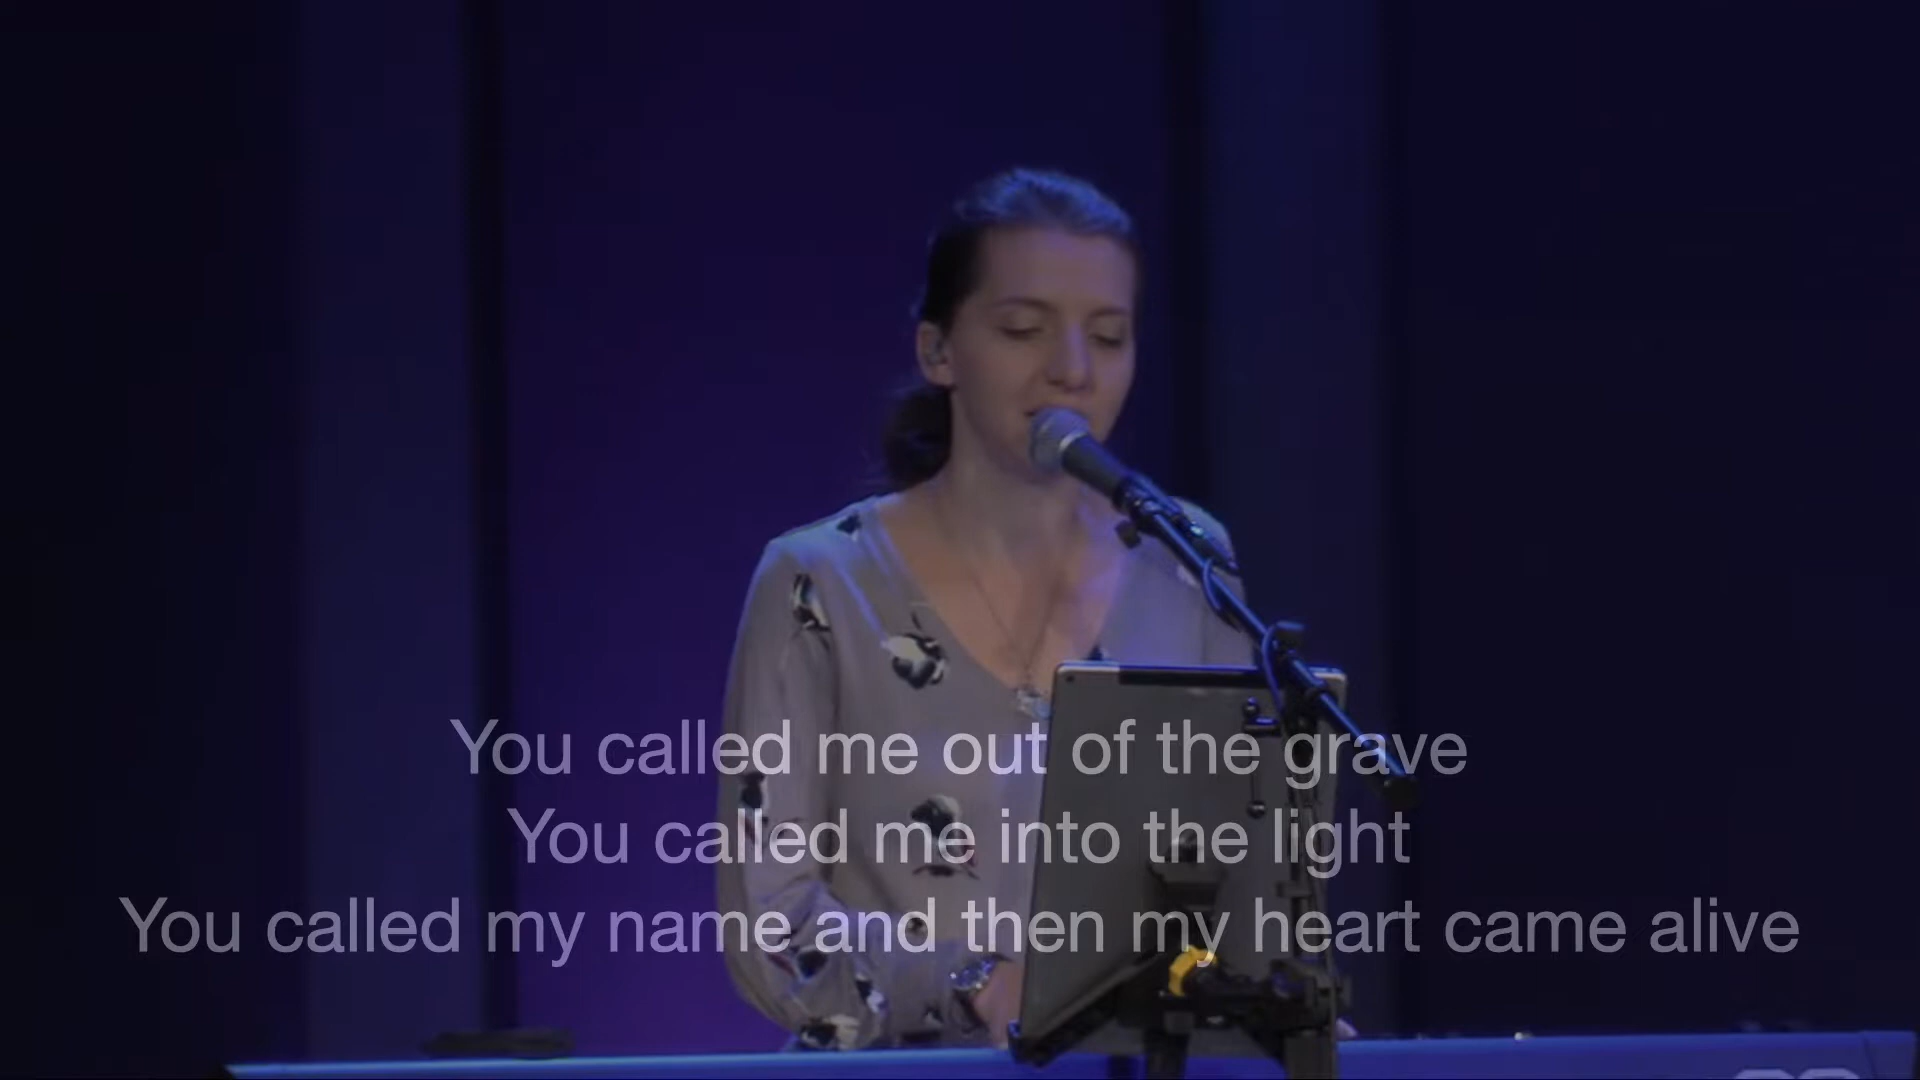 You called me out of the grave
You called me into the light
You called my name and then my heart came alive